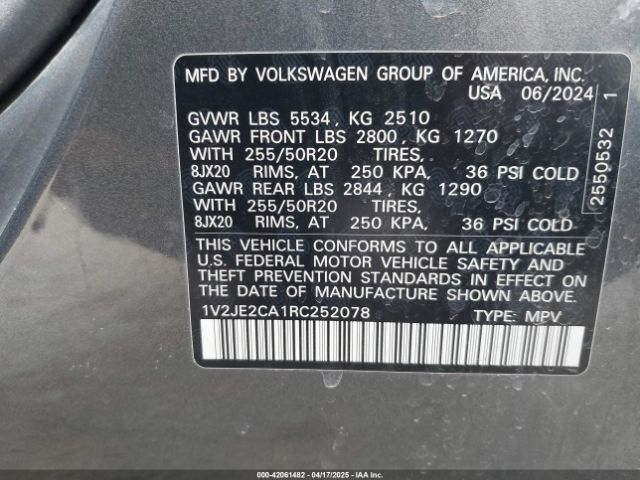 MFD BY VOLKSWAGEN GROUP OF AMERICA, INC.
USA 06/2024
GVWR LBS 5534 , KG 2510
GAWR FRONT LBS 2800 , KG 1270
WITH 255/50R20 TIRES,
8JX20 RIMS, AT 250 KPA, 36 PSI COLD
GAWR REAR LBS 2844 , KG 1290
WITH 255/50R20 TIRES,
8JX20 RIMS, AT 250 KPA, 36 PSI COLD
THIS VEHICLE CONFORMS TO ALL APPLICABLE
U.S. FEDERAL MOTOR VEHICLE SAFETY AND
THEFT PREVENTION STANDARDS IN EFFECT ON
THE DATE OF MANUFACTURE SHOWN ABOVE.
1V2JE2CA1RC252078 TYPE: MPV
2550532 1
000-42061482 - 04/17/2025 - IAAI.COM